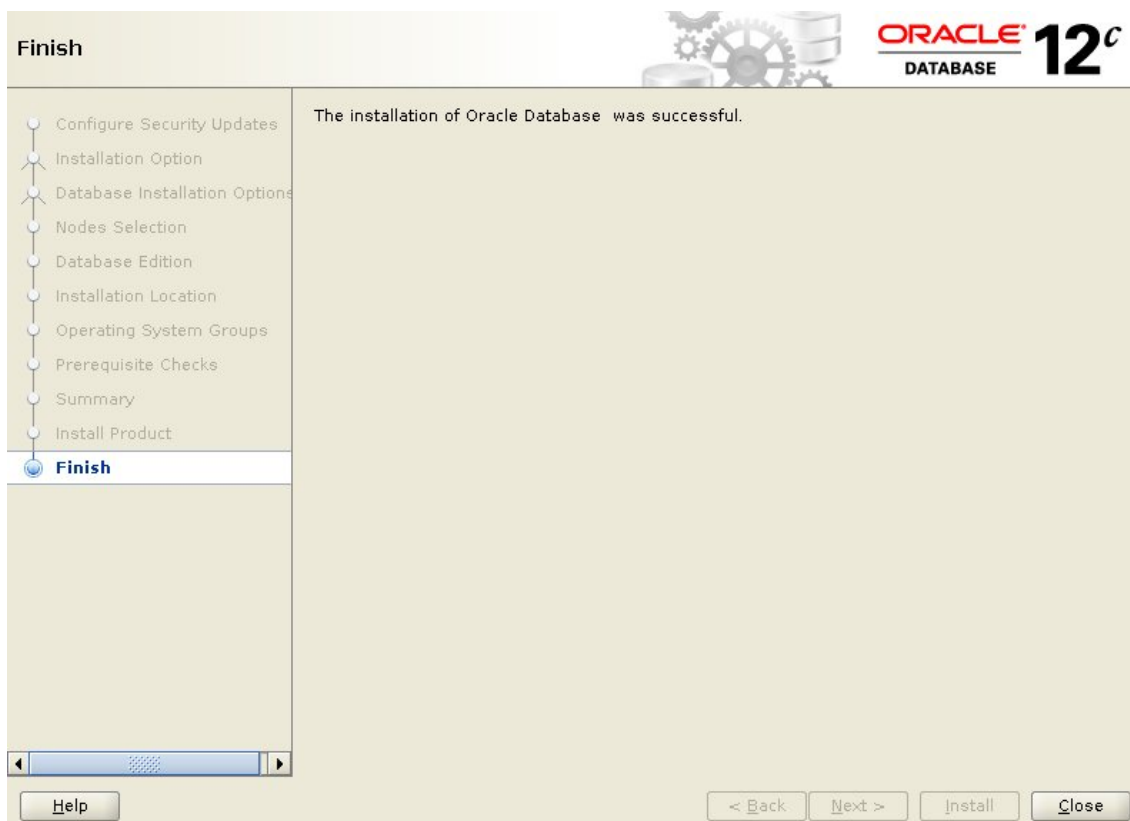 Finish
ORACLE DATABASE 12c
Configure Security Updates
Installation Option
Database Installation Options
Nodes Selection
Database Edition
Installation Location
Operating System Groups
Prerequisite Checks
Summary
Install Product
Finish
The installation of Oracle Database  was successful.
Help
< Back
Next >
Install
Close